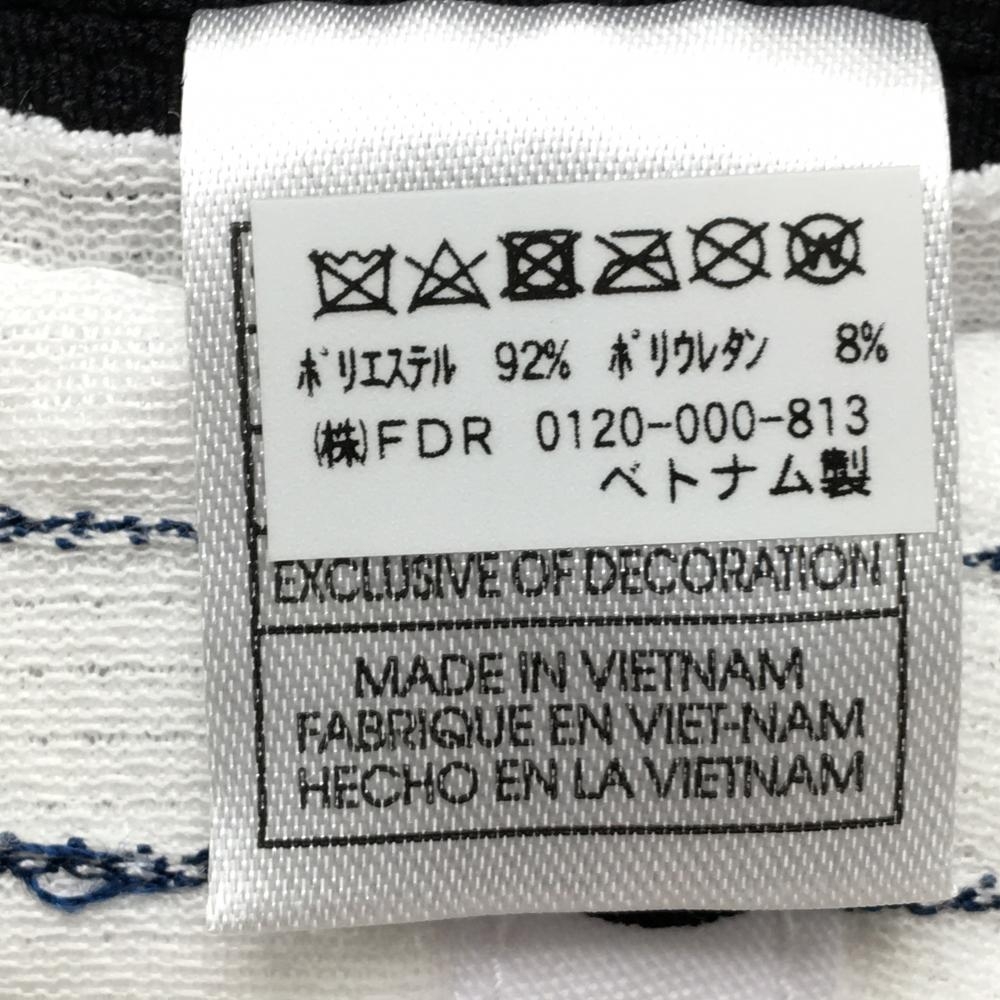 ポリエステル 92% ポリウレタン 8%
(株)FDR 0120-000-813
ベトナム製
EXCLUSIVE OF DECORATION
MADE IN VIETNAM
FABRIQUE EN VIET-NAM
HECHO EN LA VIETNAM